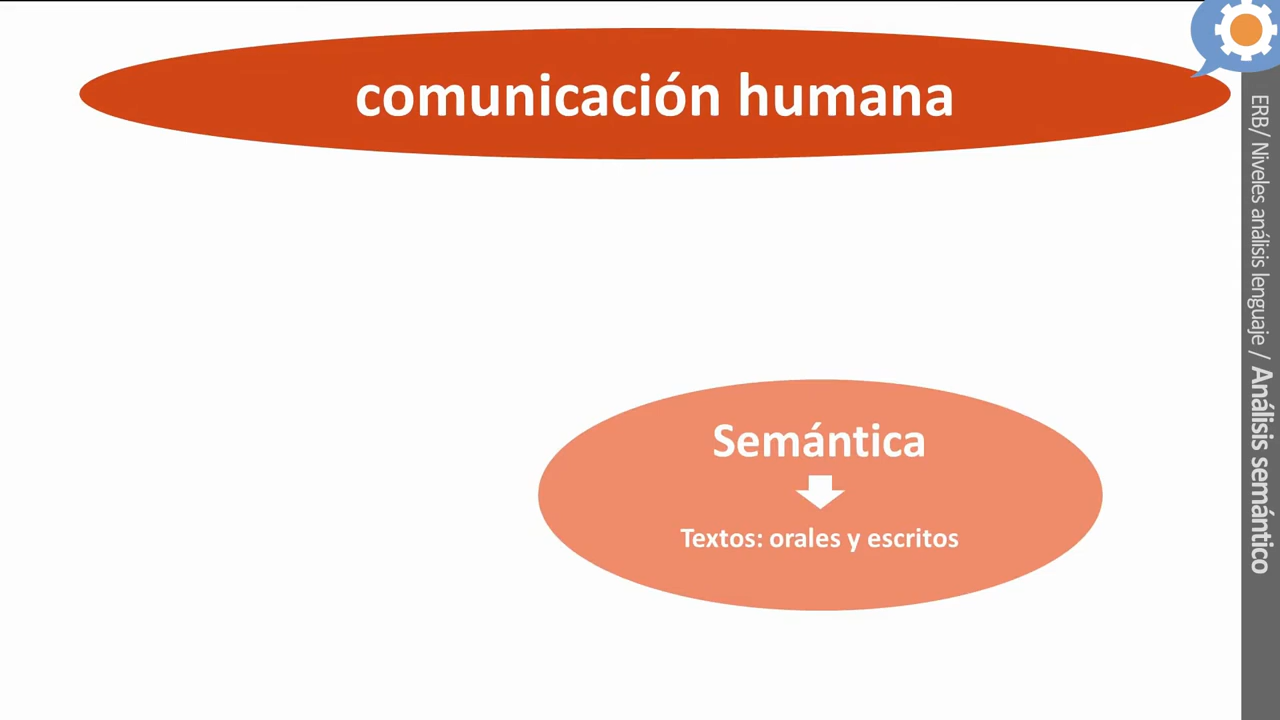 comunicación humana
Semántica
Textos: orales y escritos
ERB/ Niveles análisis lenguaje / Análisis semántico